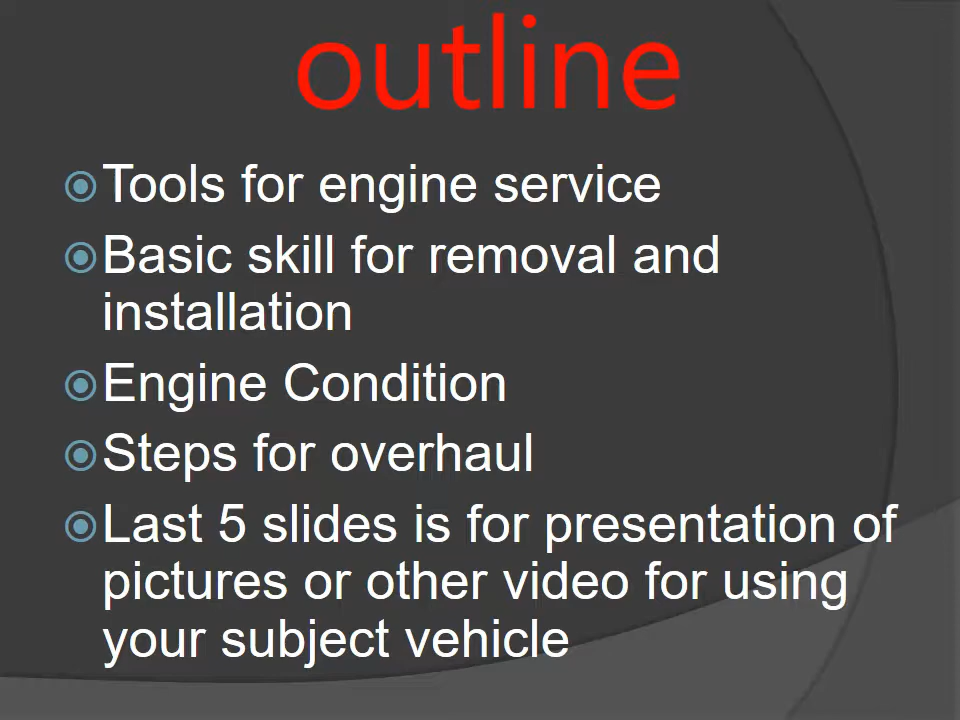 outline
Tools for engine service
Basic skill for removal and
installation
Engine Condition
Steps for overhaul
Last 5 slides is for presentation of
pictures or other video for using
your subject vehicle